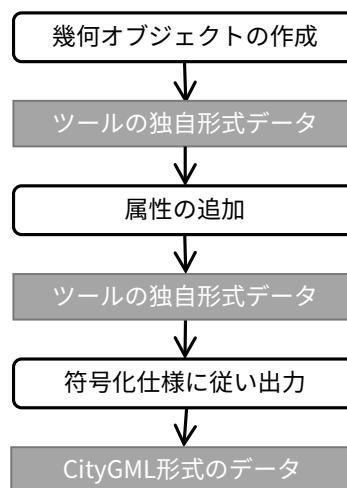 幾何オブジェクトの作成
ツールの独自形式データ
属性の追加
ツールの独自形式データ
符号化仕様に従い出力
CityGML形式のデータ